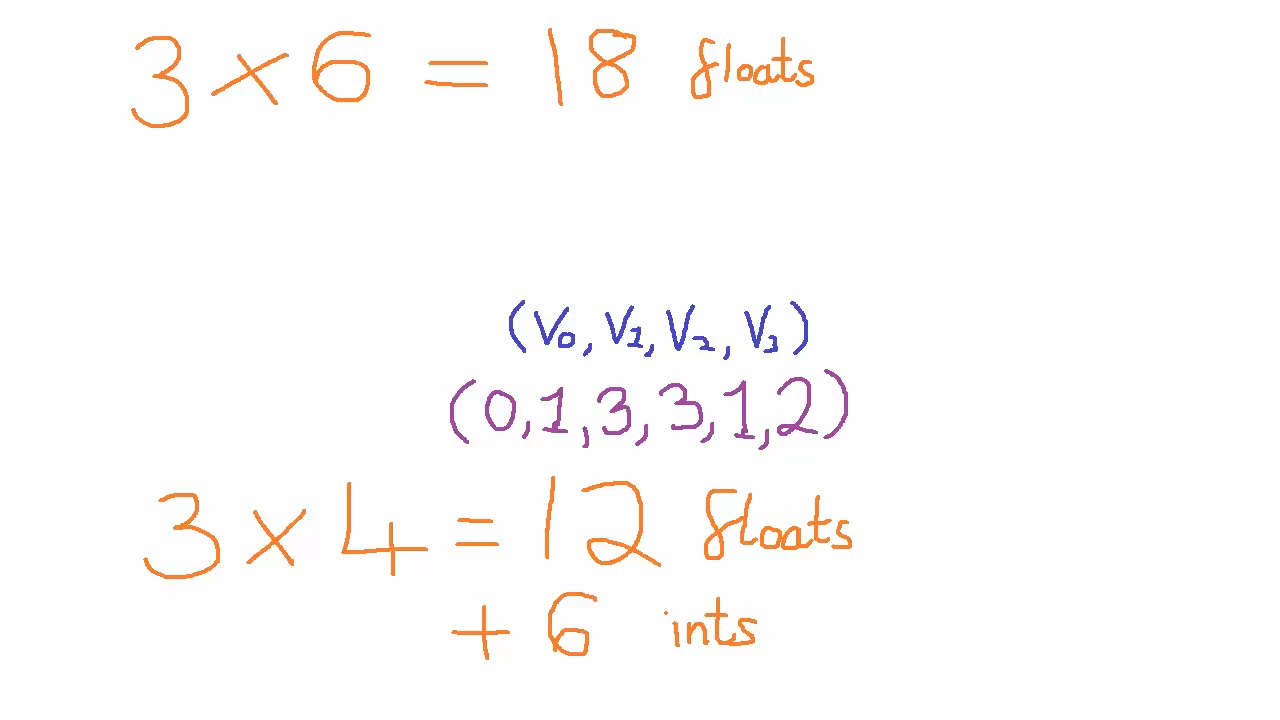 3 × 6 = 18 floats
(V₀, V₁, V₂, V₃)
(0,1,3,3,1,2)
3 × 4 = 12 floats
+ 6 ints